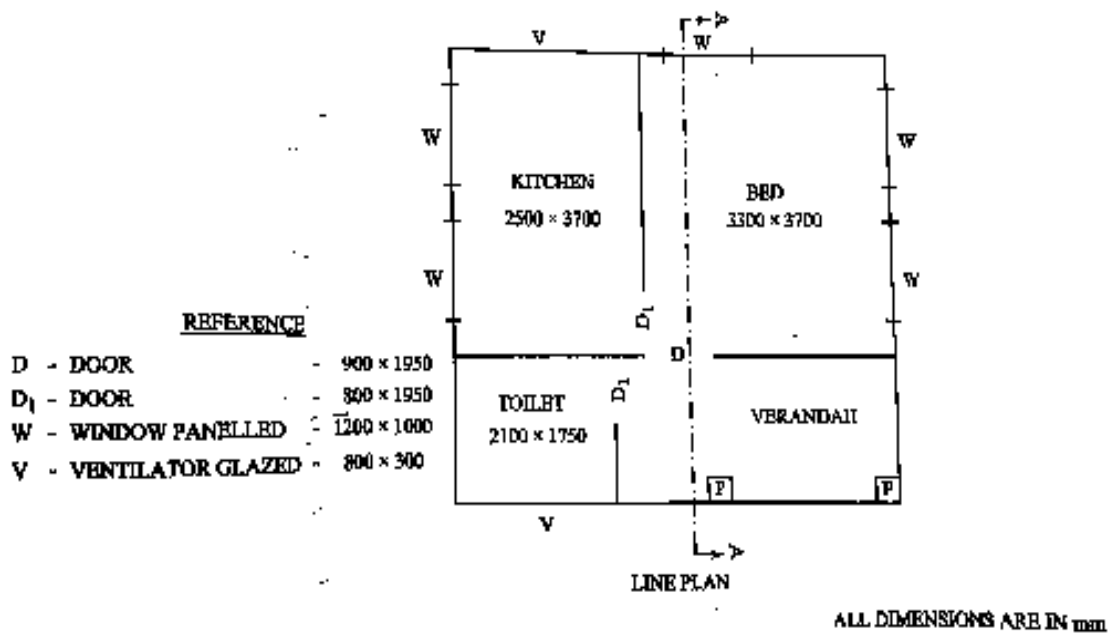 A
V
W
W
KITCHEN
2500 × 3700
BED
3300 × 3700
W
W
W
D₁
D
REFERENCE
D - DOOR - 900 × 1950
D₁ - DOOR - 800 × 1950
W - WINDOW PANELLED - 1200 × 1000
V - VENTILATOR GLAZED - 800 × 300
TOILET
2100 × 1750
D₁
VERANDAH
P
P
V
A
LINE PLAN
ALL DIMENSIONS ARE IN mm